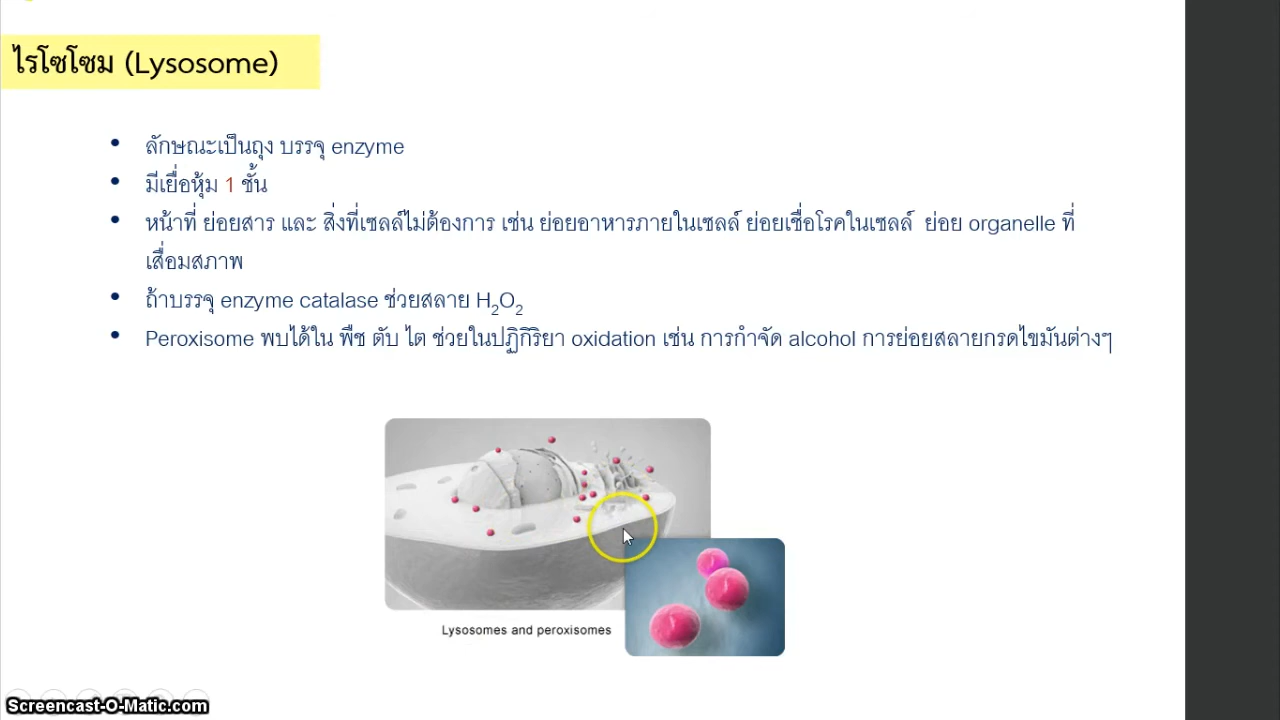 ไรโซโซม (Lysosome)
• ลักษณะเป็นถุง บรรจุ enzyme
• มีเยื่อหุ้ม 1 ชั้น
• หน้าที่ ย่อยสาร และ สิ่งที่เซลล์ไม่ต้องการ เช่น ย่อยอาหารภายในเซลล์ ย่อยเชื่อโรคในเซลล์ ย่อย organelle ที่
เสื่อมสภาพ
• ถ้าบรรจุ enzyme catalase ช่วยสลาย H₂O₂
• Peroxisome พบได้ใน พืช ตับ ไต ช่วยในปฏิกิริยา oxidation เช่น การกำจัด alcohol การย่อยสลายกรดไขมันต่างๆ
Lysosomes and peroxisomes
Screencast-O-Matic.com